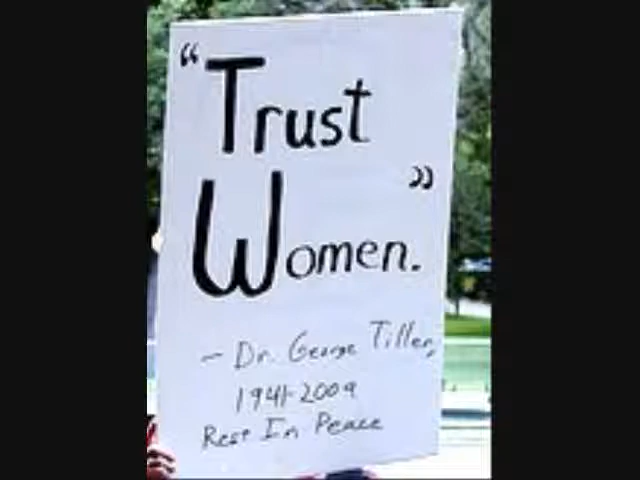 "Trust
Women."
- Dr. George Tiller,
1941-2009
Rest In Peace